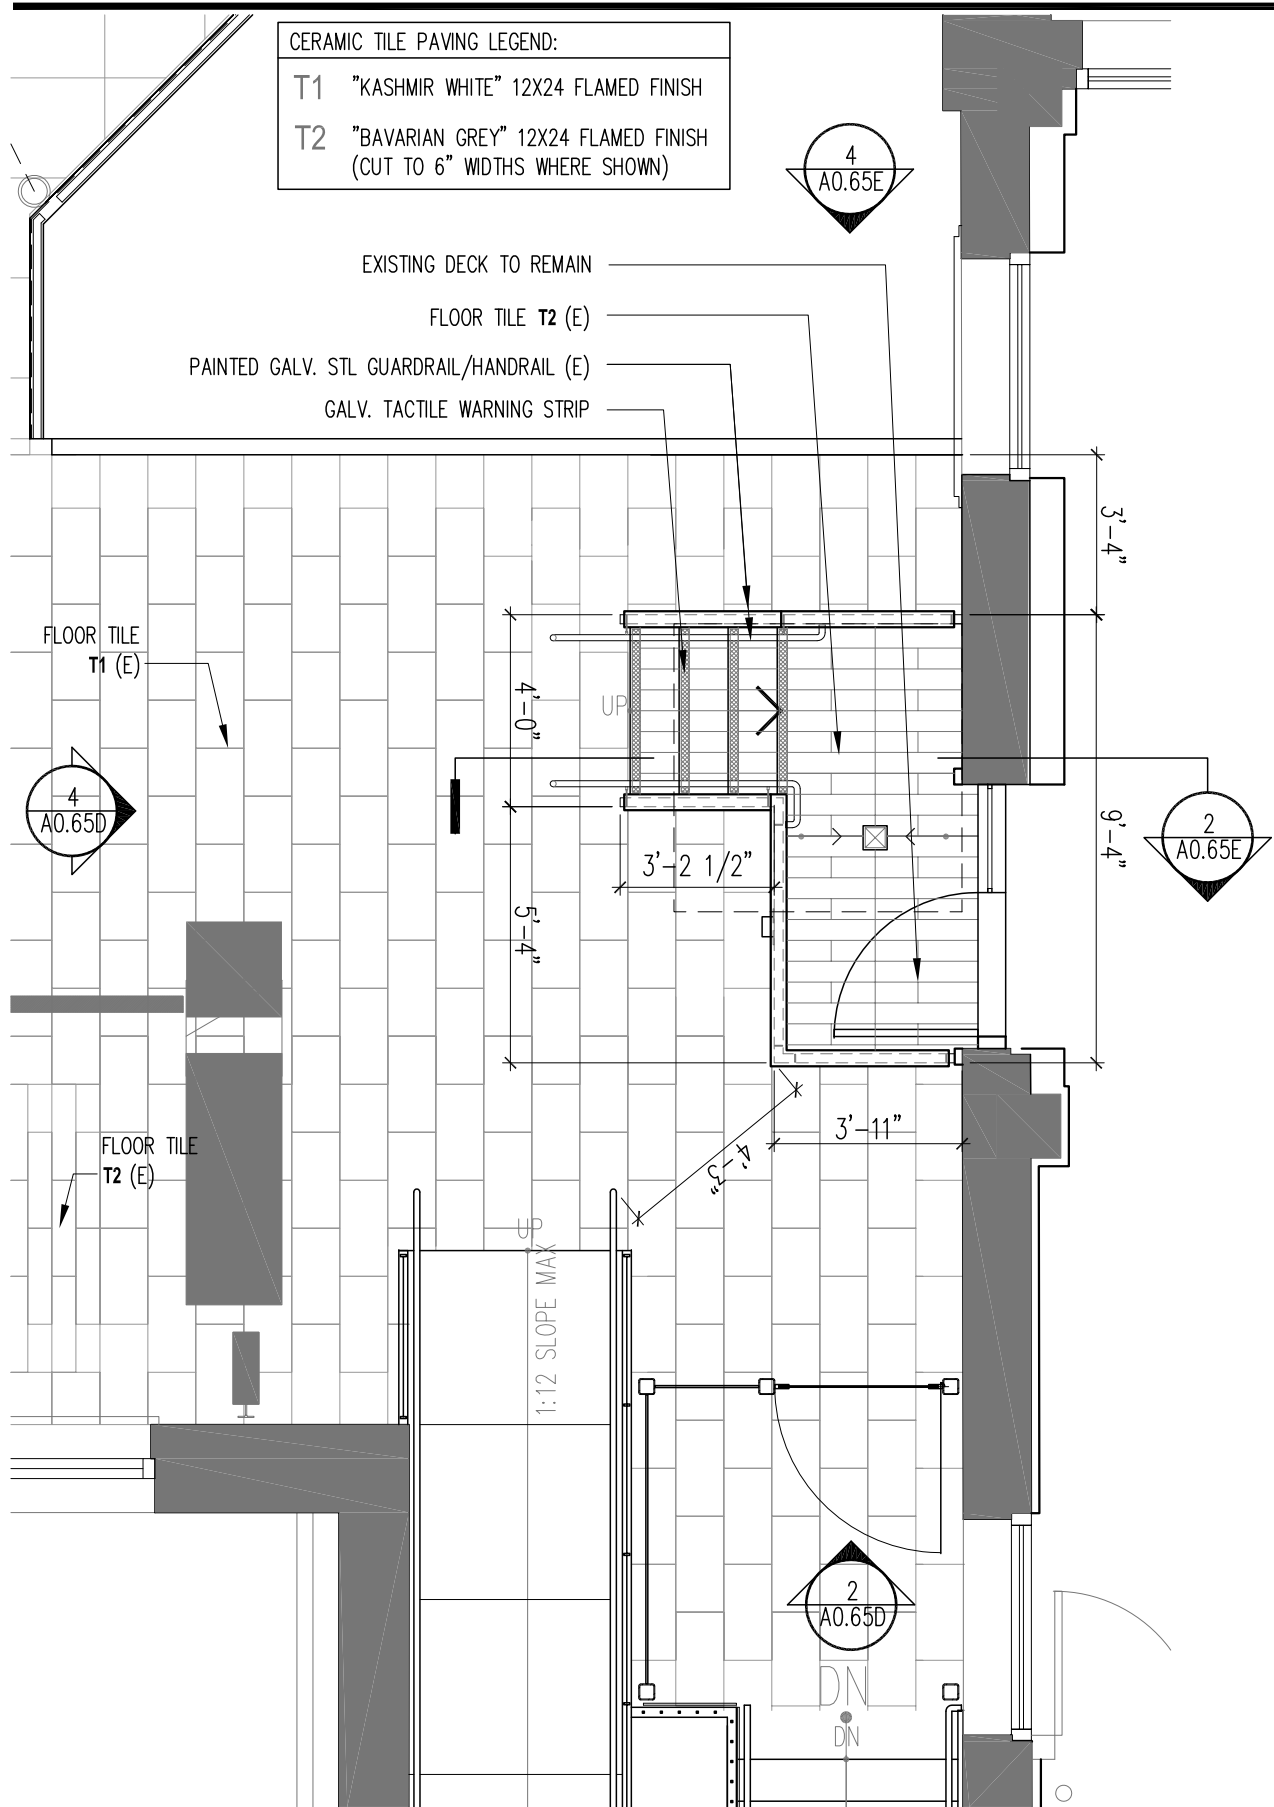 CERAMIC TILE PAVING LEGEND:
T1 "KASHMIR WHITE" 12X24 FLAMED FINISH
T2 "BAVARIAN GREY" 12X24 FLAMED FINISH
(CUT TO 6" WIDTHS WHERE SHOWN)
4
A0.65E
EXISTING DECK TO REMAIN
FLOOR TILE T2 (E)
PAINTED GALV. STL GUARDRAIL/HANDRAIL (E)
GALV. TACTILE WARNING STRIP
3'-4"
FLOOR TILE
T1 (E)
4'-0"
UP
4
A0.65D
9'-4"
2
A0.65E
3'-2 1/2"
5'-4"
3'-11"
4'-3"
FLOOR TILE
T2 (E)
UP
1:12 SLOPE MAX
2
A0.65D
DN
DN